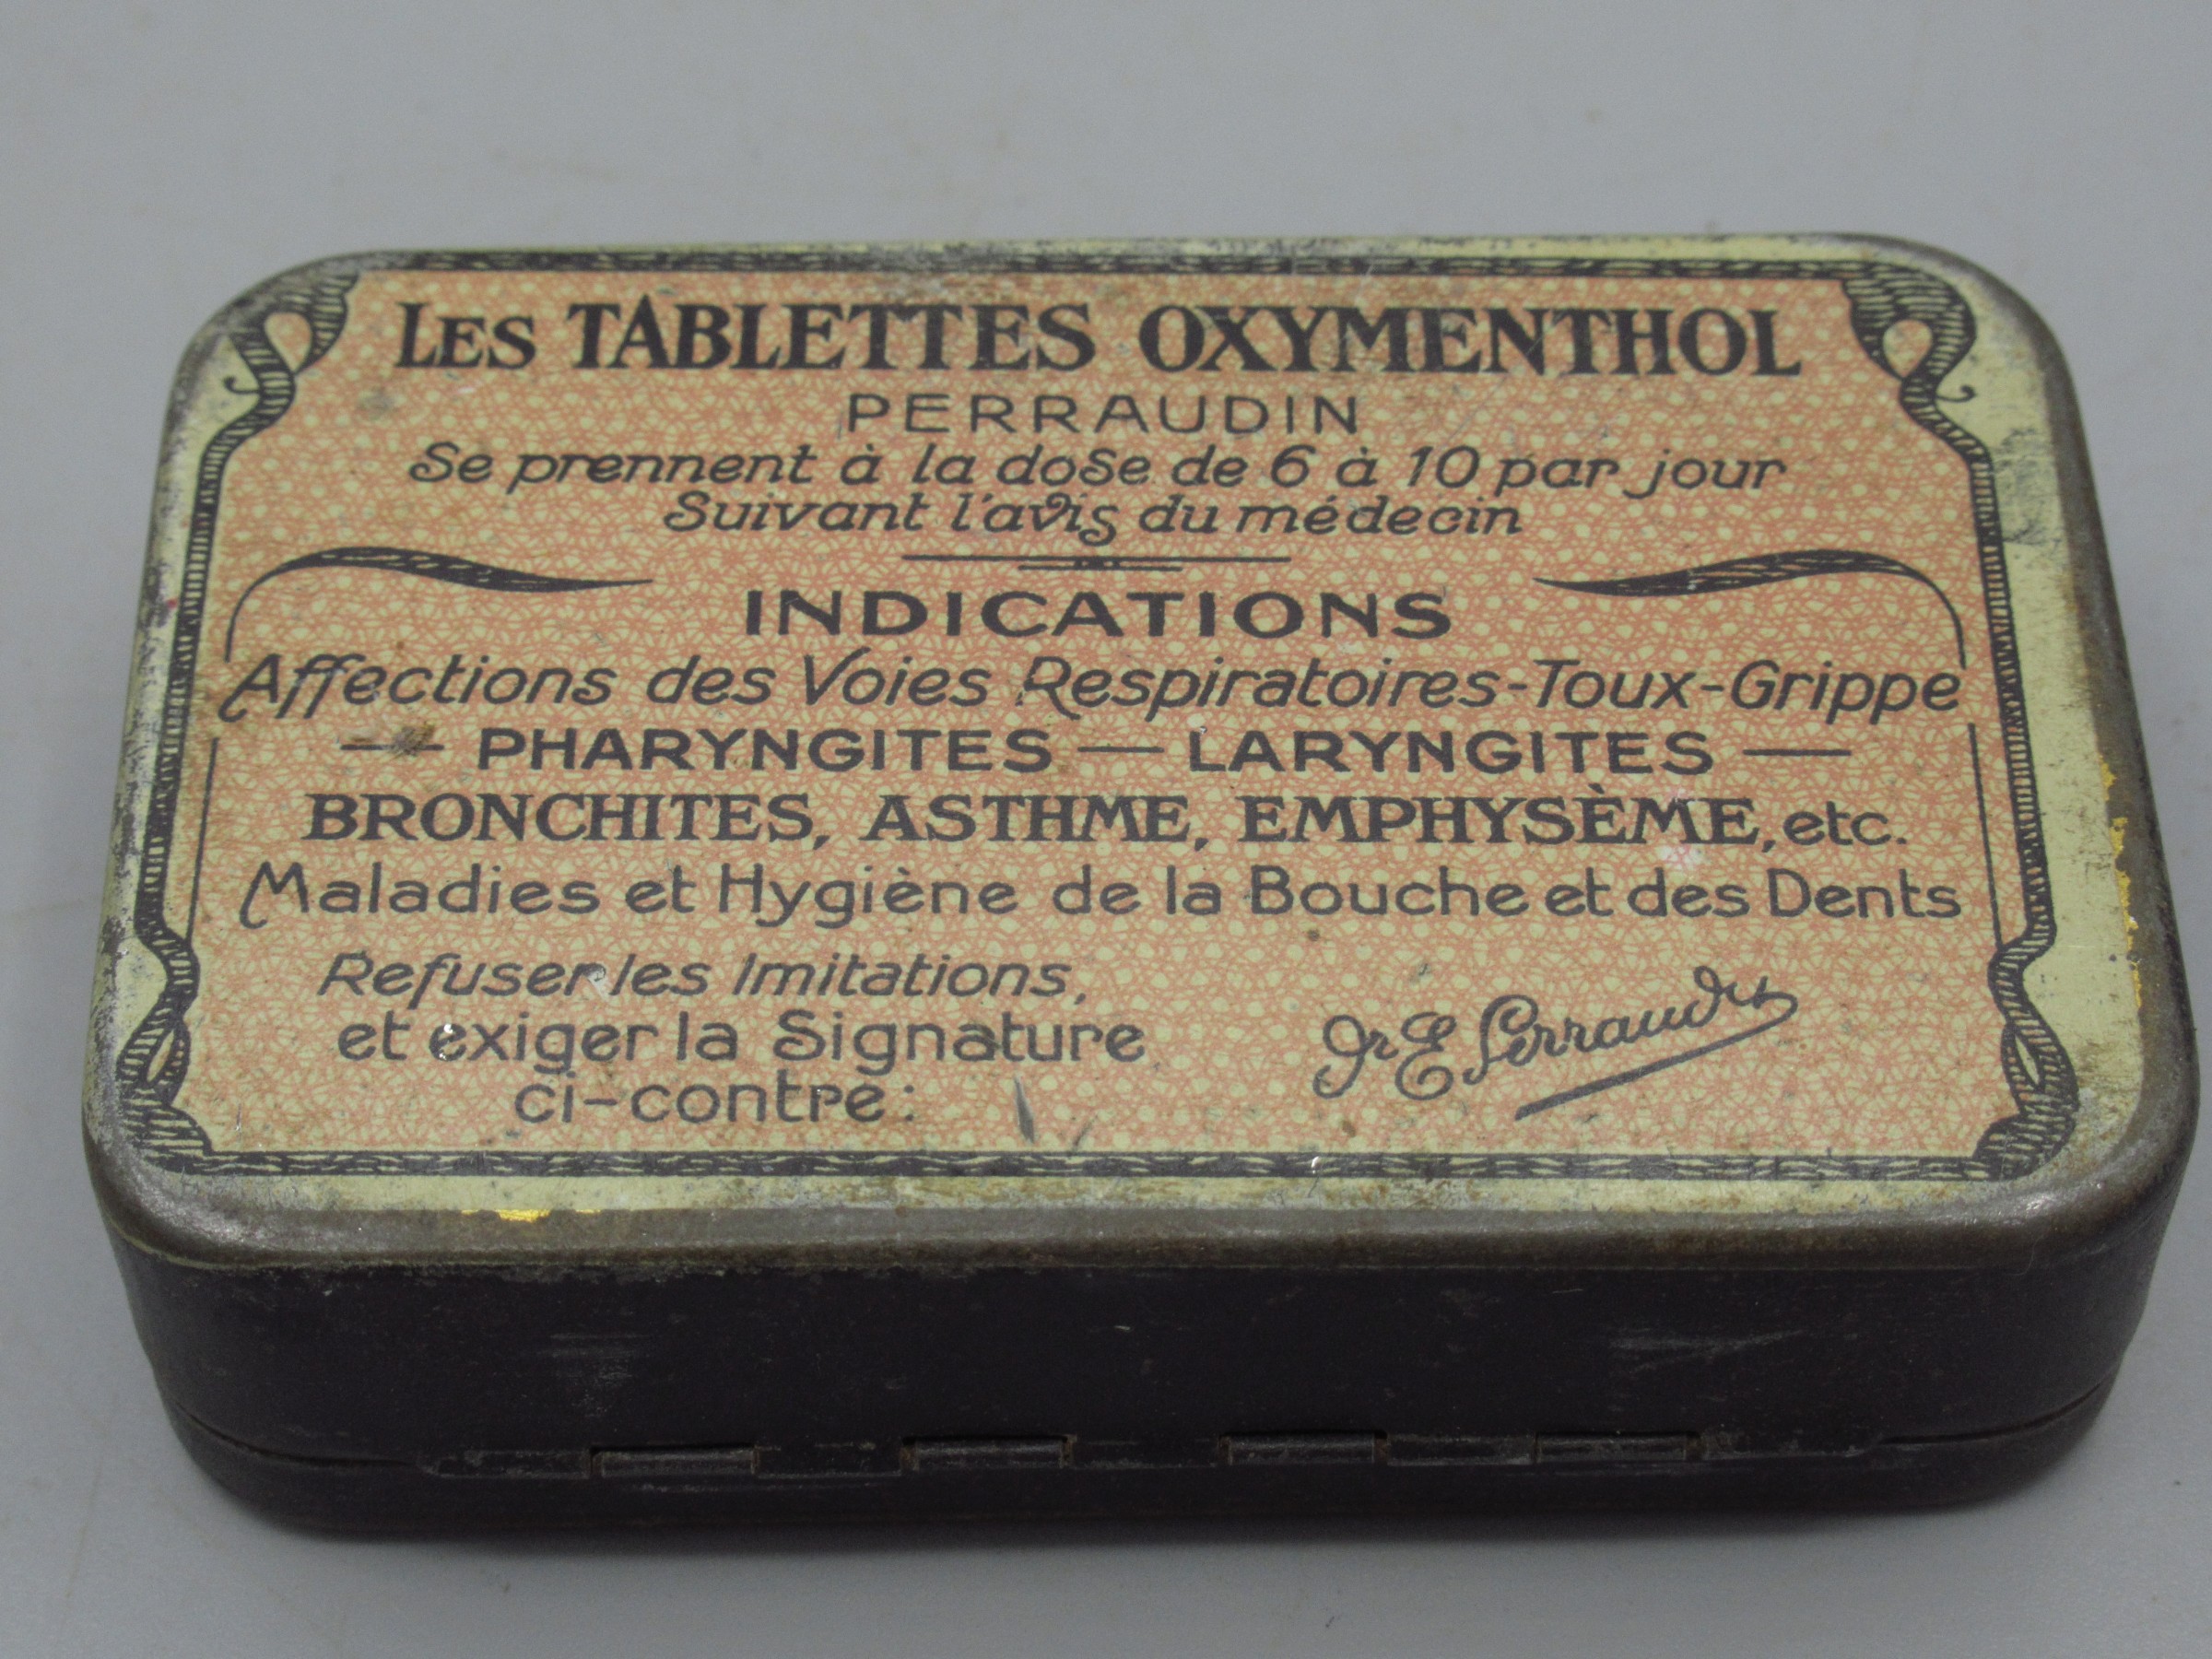 LES TABLETTES OXYMENTHOL
PERRAUDIN
Se prennent à la dose de 6 à 10 par jour
Suivant l'avis du médecin
INDICATIONS
Affections des Voies Respiratoires-Toux-Grippe
— PHARYNGITES — LARYNGITES —
BRONCHITES, ASTHME, EMPHYSÈME, etc.
Maladies et Hygiène de la Bouche et des Dents
Refuser les Imitations,
et exiger la Signature
ci-contre:
E Perraudin